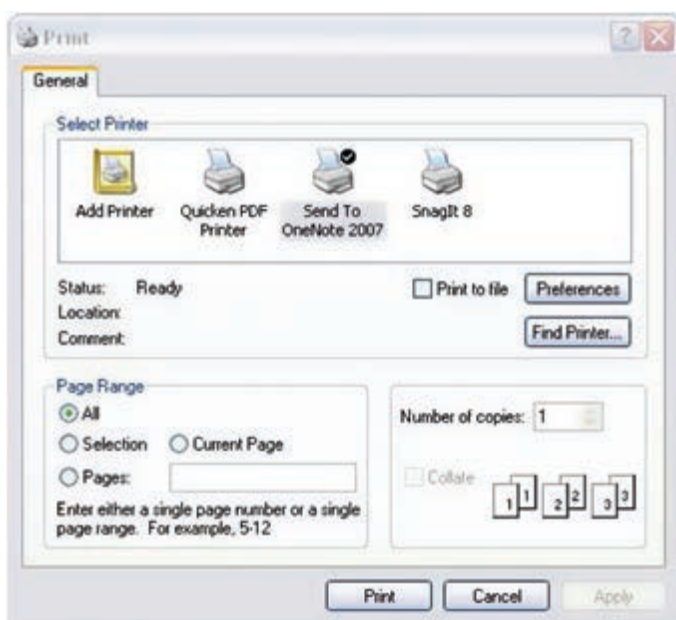 Print
General
Select Printer
Add Printer
Quicken PDF
Printer
Send To
OneNote 2007
SnagIt 8
Status: Ready
Print to file
Preferences
Location:
Comment:
Find Printer...
Page Range
All
Selection
Current Page
Pages:
Enter either a single page number or a single
page range. For example, 5-12
Number of copies: 1
Collate
1 1 2 2 3 3
Print
Cancel
Apply